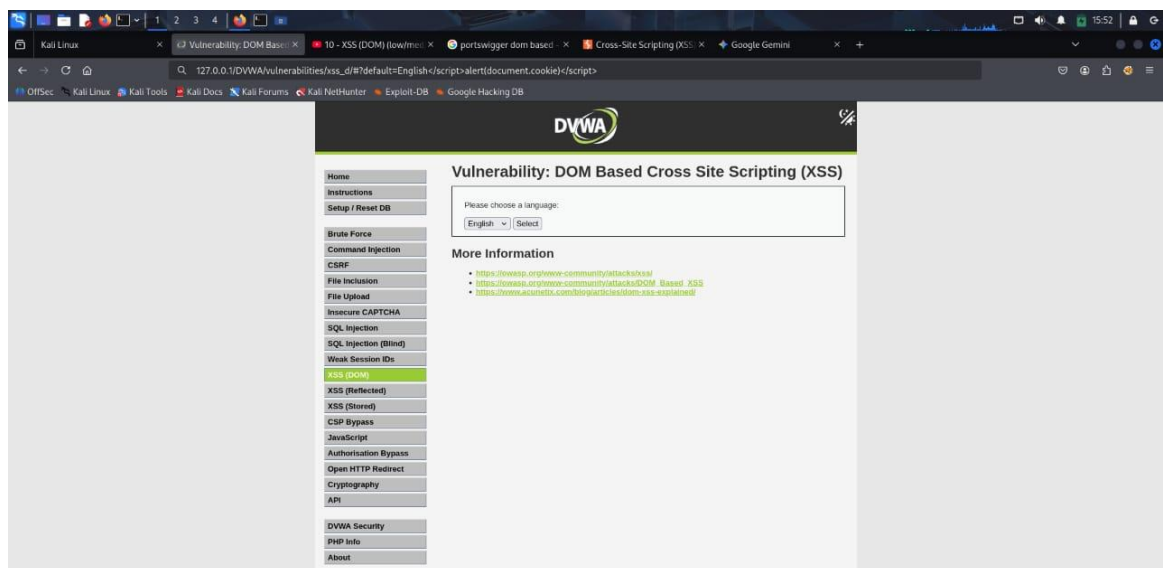 1 2 3 4 15:52
Kali Linux
Vulnerability: DOM Based
10 - XSS (DOM) (low/med
portswigger dom based
Cross-Site Scripting (XSS)
Google Gemini
127.0.0.1/DVWA/vulnerabilities/xss_d/#?default=English</script>alert(document.cookie)</script>
OffSec Kali Linux Kali Tools Kali Docs Kali Forums Kali NetHunter Exploit-DB Google Hacking DB
DVWA
Home
Instructions
Setup / Reset DB
Brute Force
Command Injection
CSRF
File Inclusion
File Upload
Insecure CAPTCHA
SQL Injection
SQL Injection (Blind)
Weak Session IDs
XSS (DOM)
XSS (Reflected)
XSS (Stored)
CSP Bypass
JavaScript
Authorisation Bypass
Open HTTP Redirect
Cryptography
API
DVWA Security
PHP Info
About
Vulnerability: DOM Based Cross Site Scripting (XSS)
Please choose a language:
English Select
More Information
https://owasp.org/www-community/attacks/xss/
https://owasp.org/www-community/attacks/DOM_Based_XSS
https://www.acunetix.com/blog/articles/dom-xss-explained/